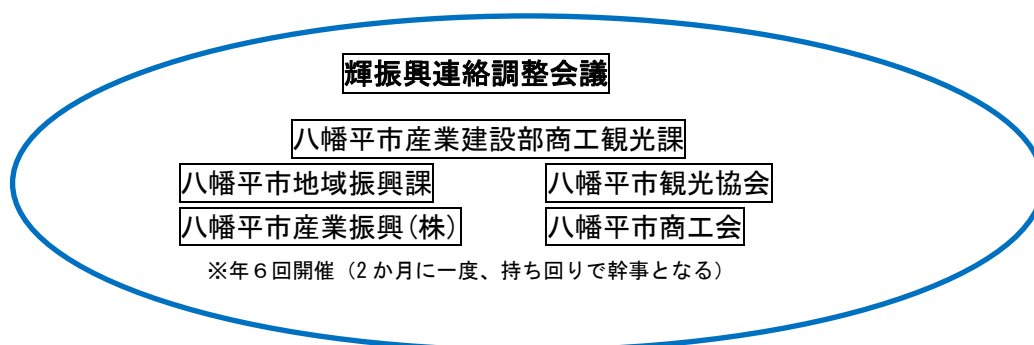 輝振興連絡調整会議
八幡平市産業建設部商工観光課
八幡平市地域振興課 八幡平市観光協会
八幡平市産業振興(株) 八幡平市商工会
※年６回開催（2か月に一度、持ち回りで幹事となる）